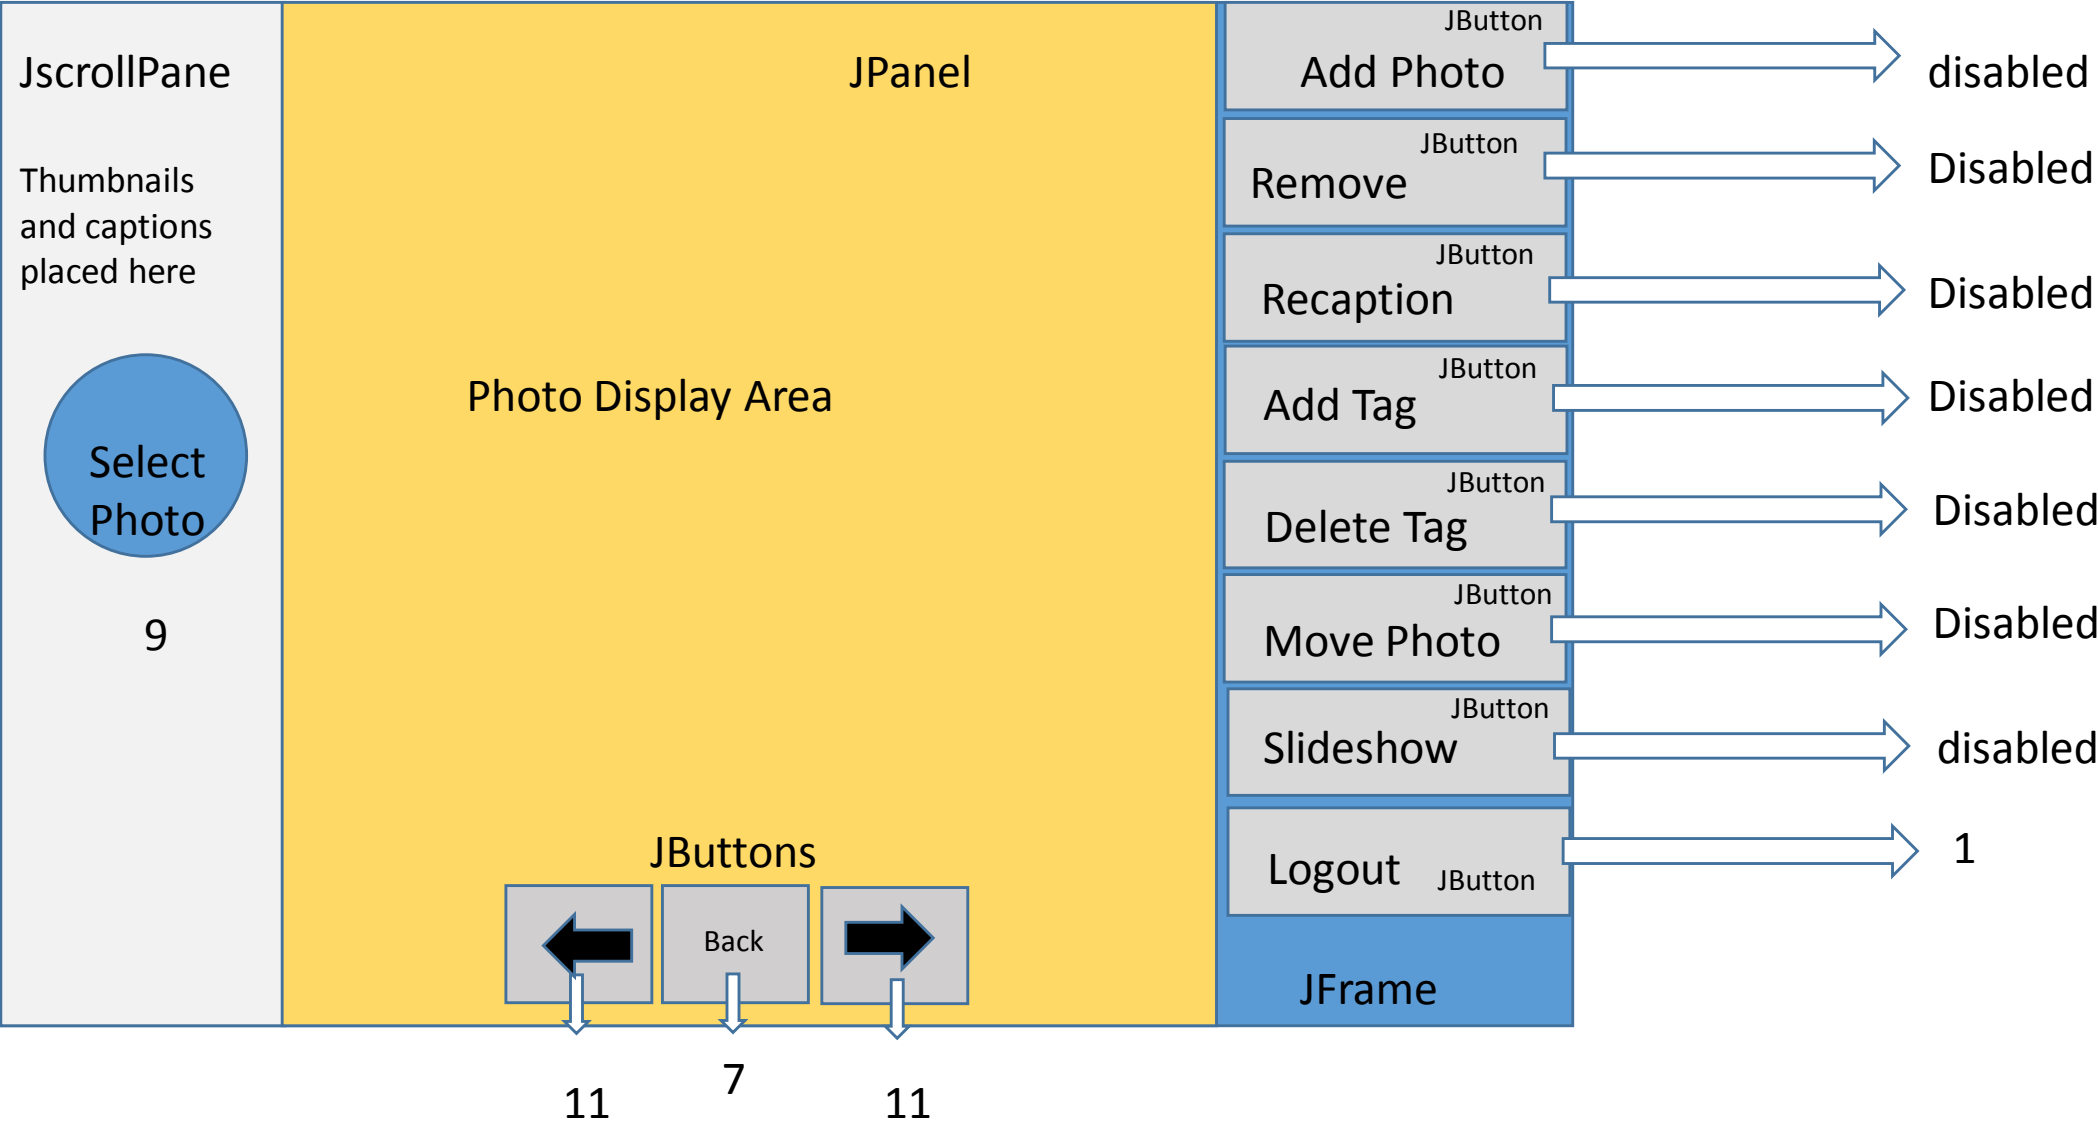 JscrollPane
Thumbnails
and captions
placed here
Select
Photo
9
JPanel
Photo Display Area
JButtons
Back
11
7
11
JButton
Add Photo
disabled
JButton
Remove
Disabled
JButton
Recaption
Disabled
JButton
Add Tag
Disabled
JButton
Delete Tag
Disabled
JButton
Move Photo
Disabled
JButton
Slideshow
disabled
Logout JButton
1
JFrame